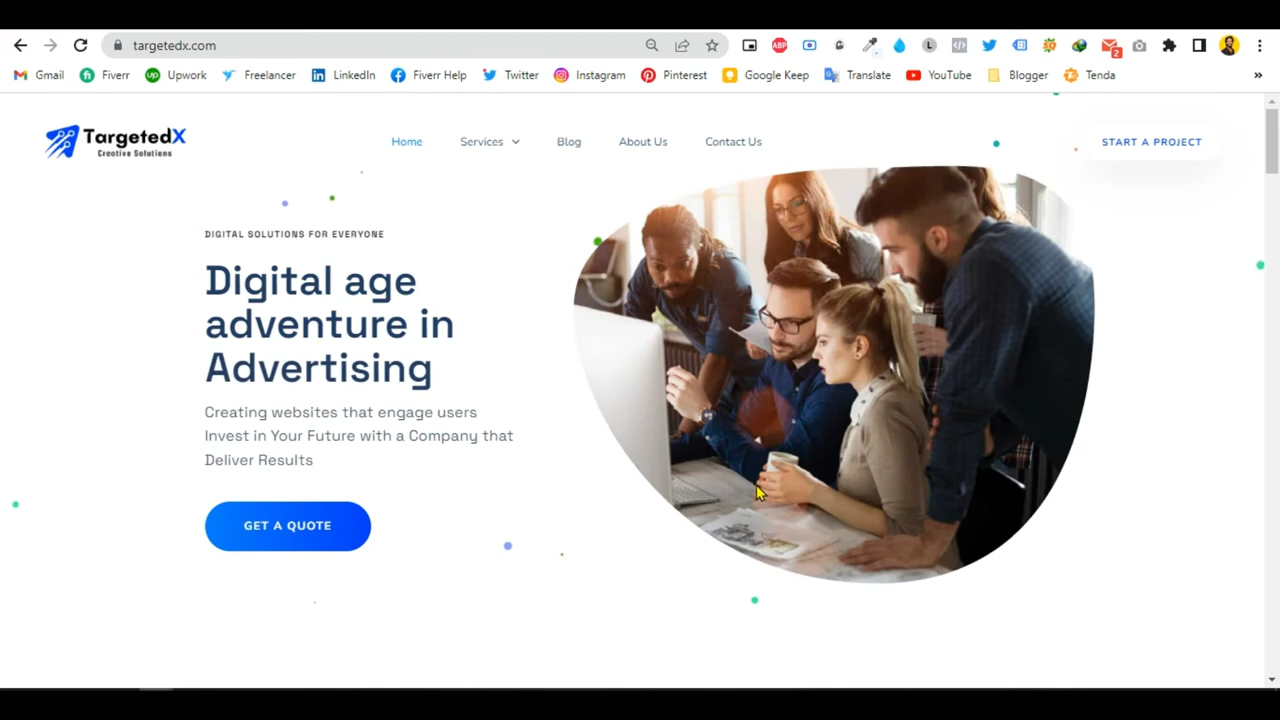 targetedx.com
ABP
L
2
Gmail
Fiverr
Upwork
Freelancer
LinkedIn
Fiverr Help
Twitter
Instagram
Pinterest
Google Keep
Translate
YouTube
Blogger
Tenda
»
TargetedX
Creative Solutions
Home
Services
Blog
About Us
Contact Us
START A PROJECT
DIGITAL SOLUTIONS FOR EVERYONE
Digital age
adventure in
Advertising
Creating websites that engage users
Invest in Your Future with a Company that
Deliver Results
GET A QUOTE